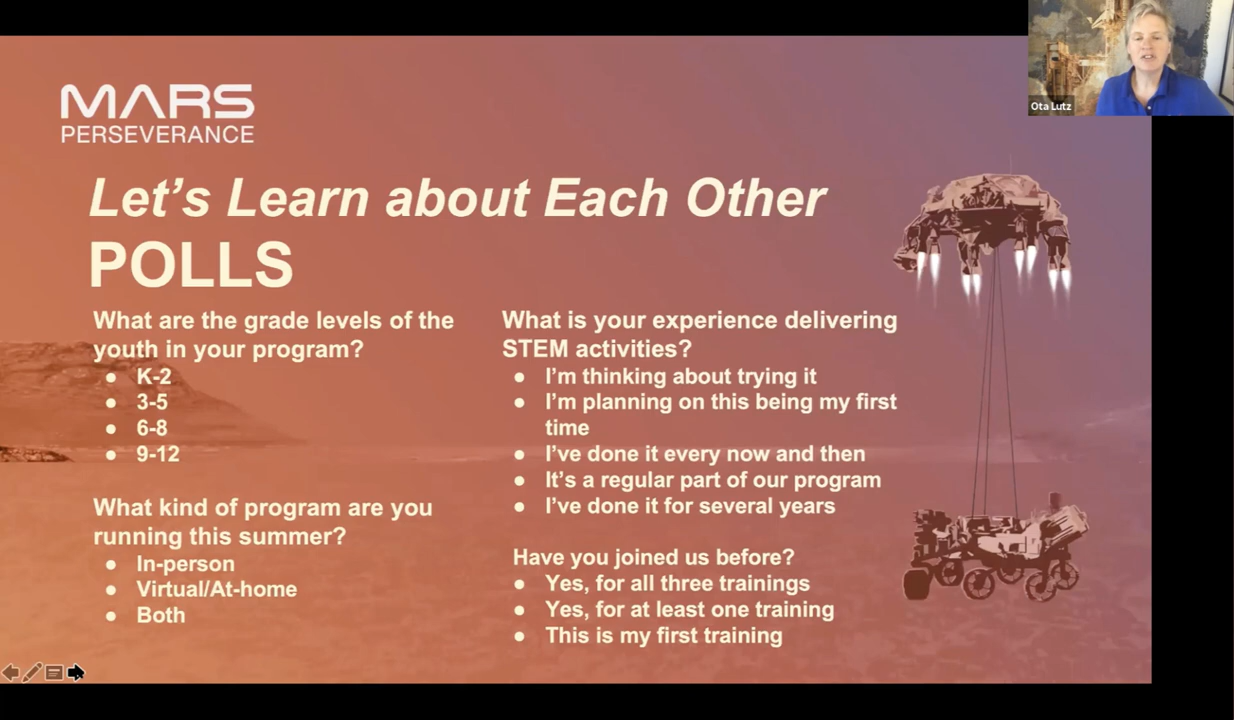 Ota Lutz
MARS
PERSEVERANCE
Let's Learn about Each Other
POLLS
What are the grade levels of the
youth in your program?
● K-2
● 3-5
● 6-8
● 9-12
What kind of program are you
running this summer?
● In-person
● Virtual/At-home
● Both
What is your experience delivering
STEM activities?
● I'm thinking about trying it
● I'm planning on this being my first
time
● I've done it every now and then
● It's a regular part of our program
● I've done it for several years
Have you joined us before?
● Yes, for all three trainings
● Yes, for at least one training
● This is my first training